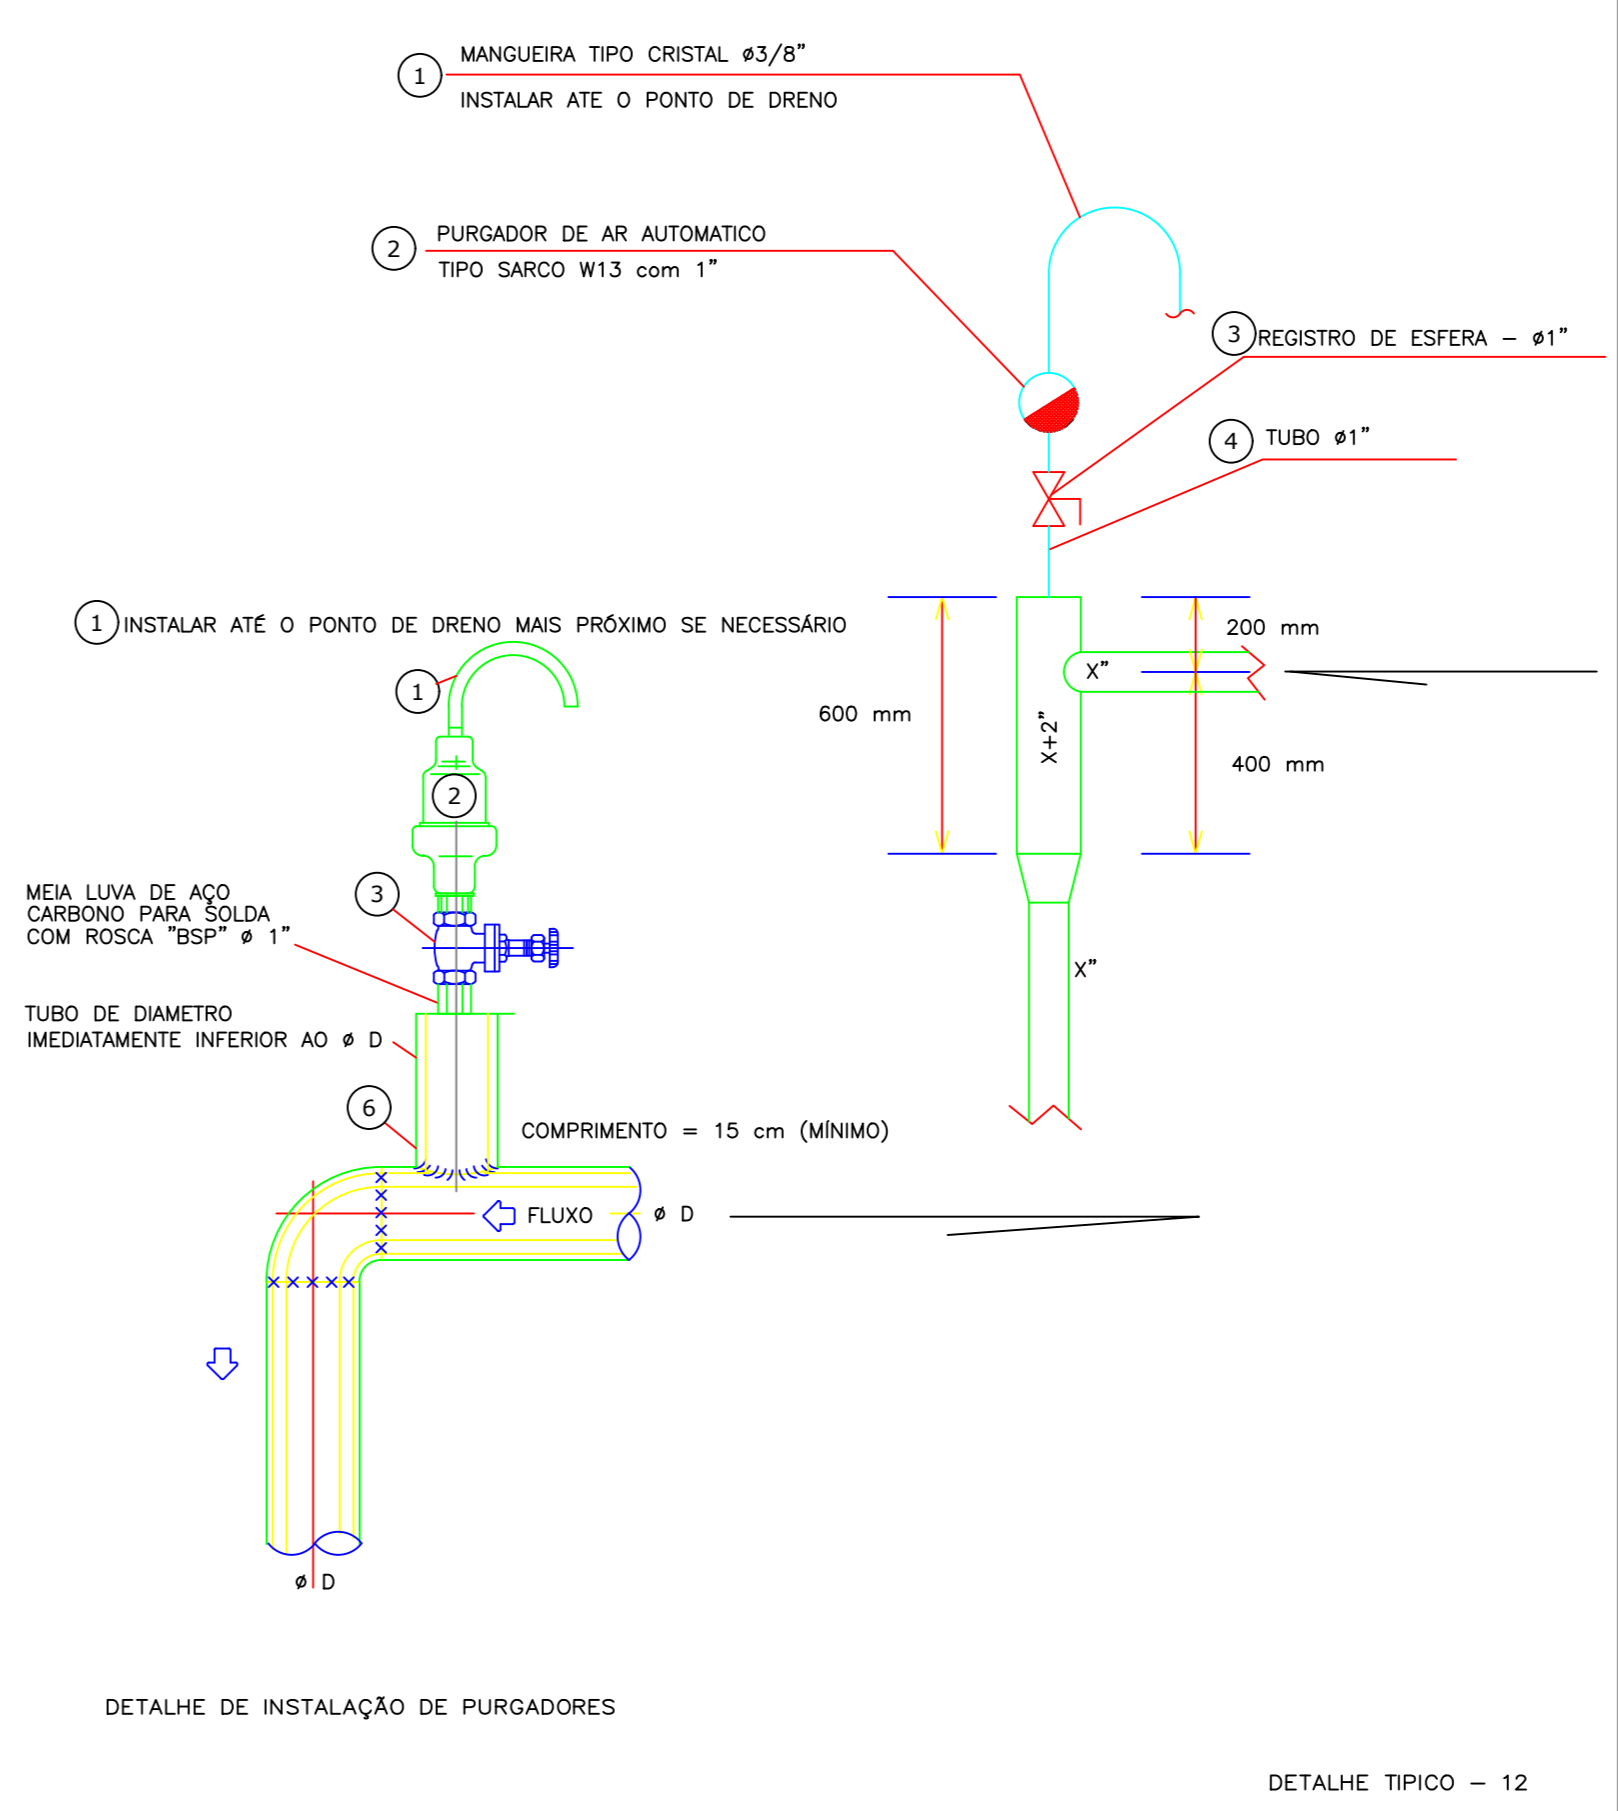 1
MANGUEIRA TIPO CRISTAL ø3/8"
INSTALAR ATE O PONTO DE DRENO
2
PURGADOR DE AR AUTOMATICO
TIPO SARCO W13 com 1"
3
REGISTRO DE ESFERA – ø1"
4
TUBO ø1"
200 mm
X"
600 mm
X+2"
400 mm
X"
1
INSTALAR ATÉ O PONTO DE DRENO MAIS PRÓXIMO SE NECESSÁRIO
1
2
3
MEIA LUVA DE AÇO
CARBONO PARA SOLDA
COM ROSCA "BSP" ø 1"
TUBO DE DIAMETRO
IMEDIATAMENTE INFERIOR AO ø D
6
COMPRIMENTO = 15 cm (MÍNIMO)
FLUXO
ø D
ø D
DETALHE DE INSTALAÇÃO DE PURGADORES
DETALHE TIPICO – 12